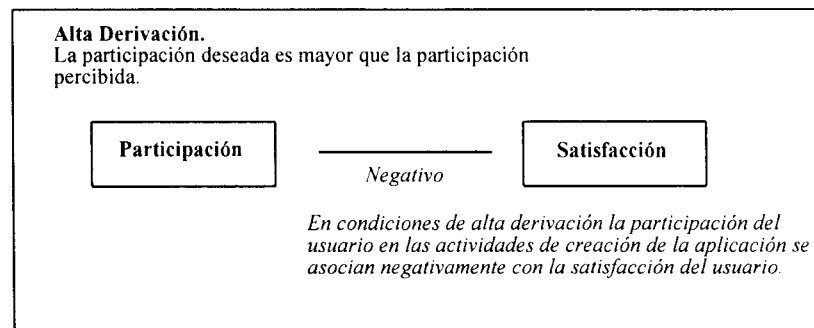 Alta Derivación.
La participación deseada es mayor que la participación
percibida.
Participación
Satisfacción
Negativo
En condiciones de alta derivación la participación del
usuario en las actividades de creación de la aplicación se
asocian negativamente con la satisfacción del usuario.